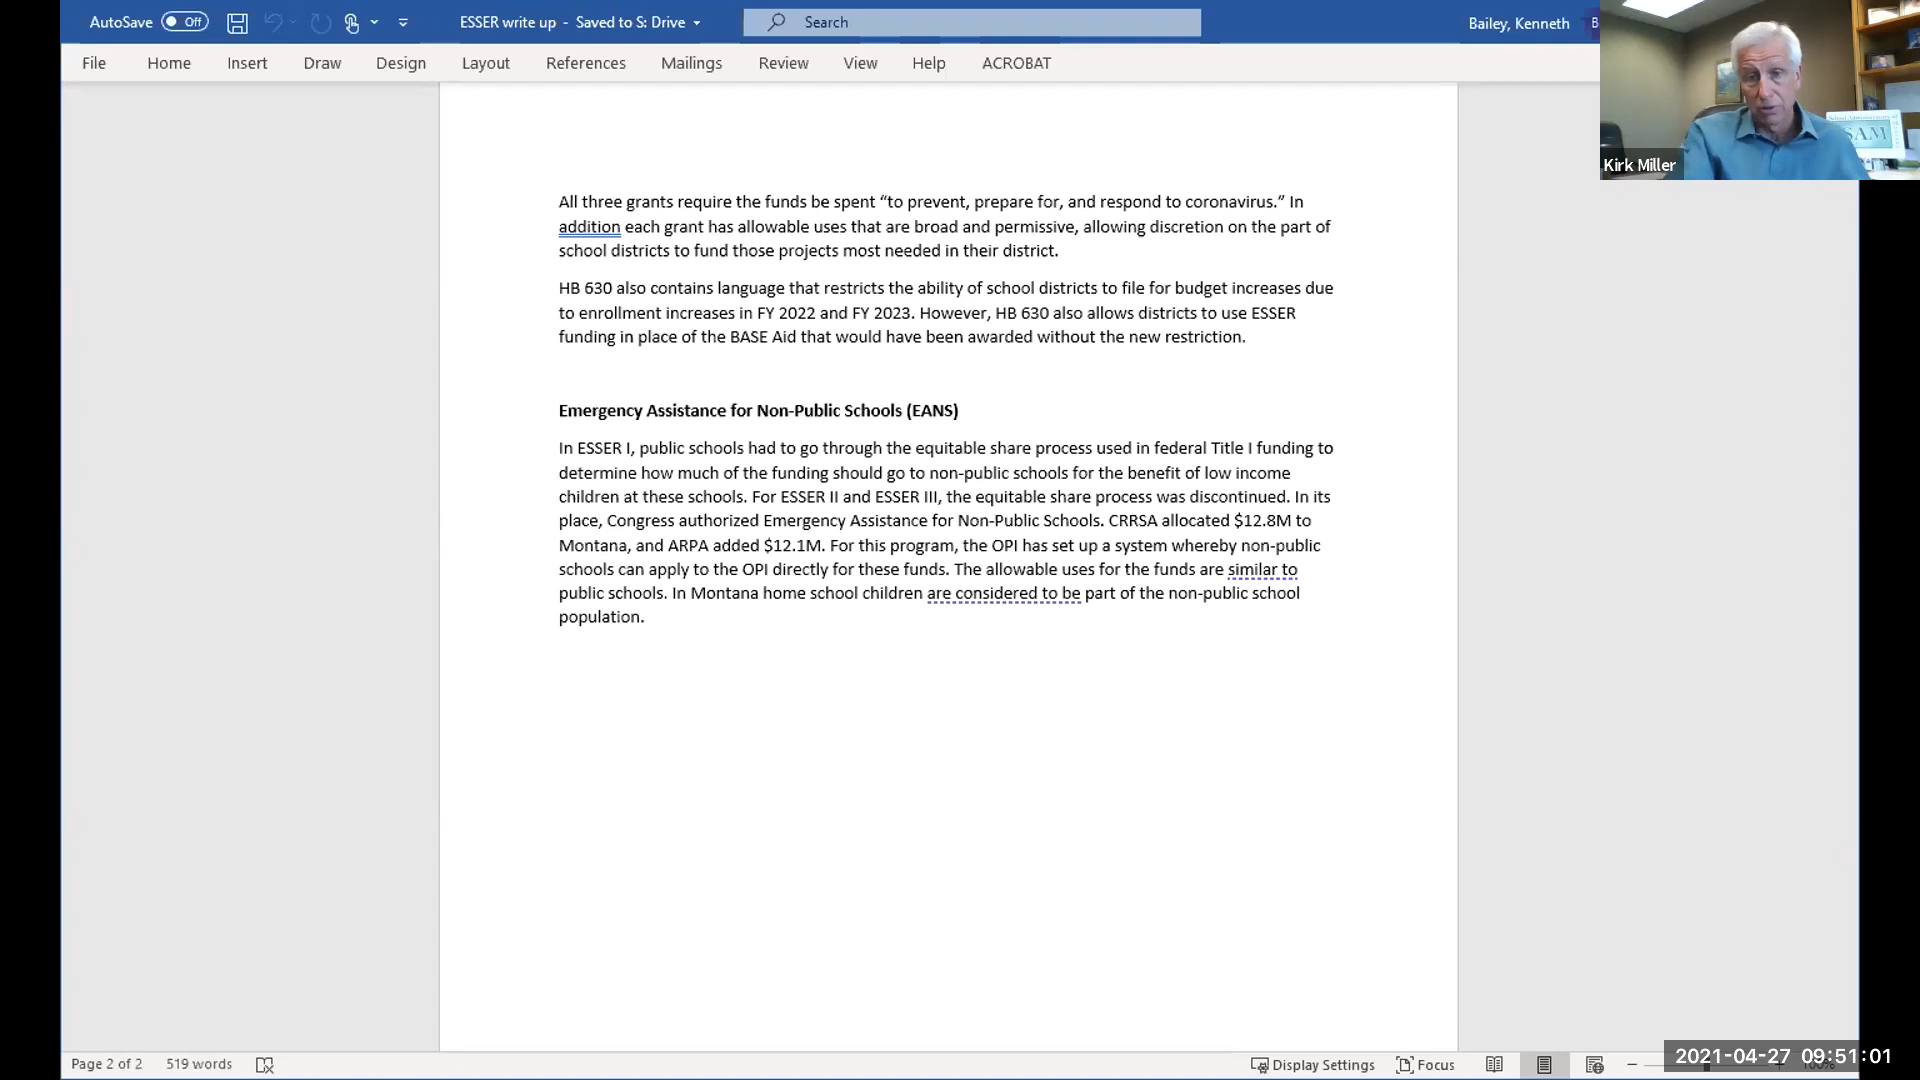 AutoSave Off ESSER write up - Saved to S: Drive Search Bailey, Kenneth B
File Home Insert Draw Design Layout References Mailings Review View Help ACROBAT
SAM
Kirk Miller
All three grants require the funds be spent “to prevent, prepare for, and respond to coronavirus.” In
addition each grant has allowable uses that are broad and permissive, allowing discretion on the part of
school districts to fund those projects most needed in their district.
HB 630 also contains language that restricts the ability of school districts to file for budget increases due
to enrollment increases in FY 2022 and FY 2023. However, HB 630 also allows districts to use ESSER
funding in place of the BASE Aid that would have been awarded without the new restriction.
Emergency Assistance for Non-Public Schools (EANS)
In ESSER I, public schools had to go through the equitable share process used in federal Title I funding to
determine how much of the funding should go to non-public schools for the benefit of low income
children at these schools. For ESSER II and ESSER III, the equitable share process was discontinued. In its
place, Congress authorized Emergency Assistance for Non-Public Schools. CRRSA allocated $12.8M to
Montana, and ARPA added $12.1M. For this program, the OPI has set up a system whereby non-public
schools can apply to the OPI directly for these funds. The allowable uses for the funds are similar to
public schools. In Montana home school children are considered to be part of the non-public school
population.
Page 2 of 2 519 words Display Settings Focus
2021-04-27 09:51:01